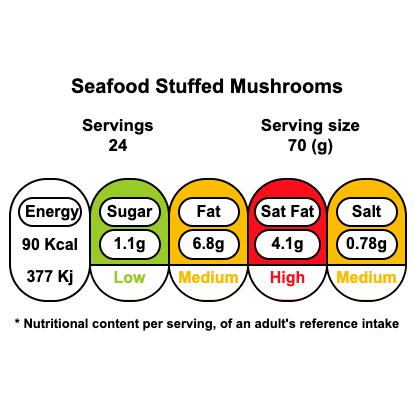 Seafood Stuffed Mushrooms
Servings
24
Serving size
70 (g)
Energy
90 Kcal
377 Kj
Sugar
1.1g
Low
Fat
6.8g
Medium
Sat Fat
4.1g
High
Salt
0.78g
Medium
* Nutritional content per serving, of an adult's reference intake